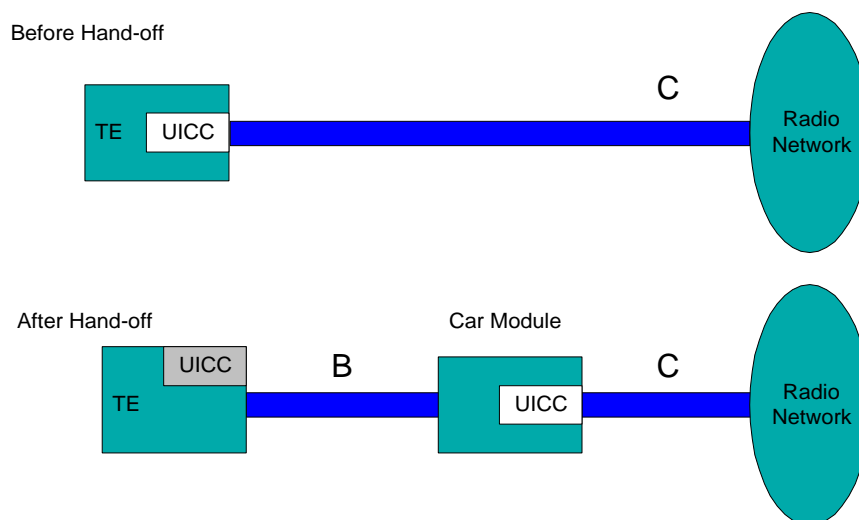 Before Hand-off
C
TE
UICC
Radio
Network
After Hand-off
Car Module
UICC
B
C
TE
UICC
Radio
Network